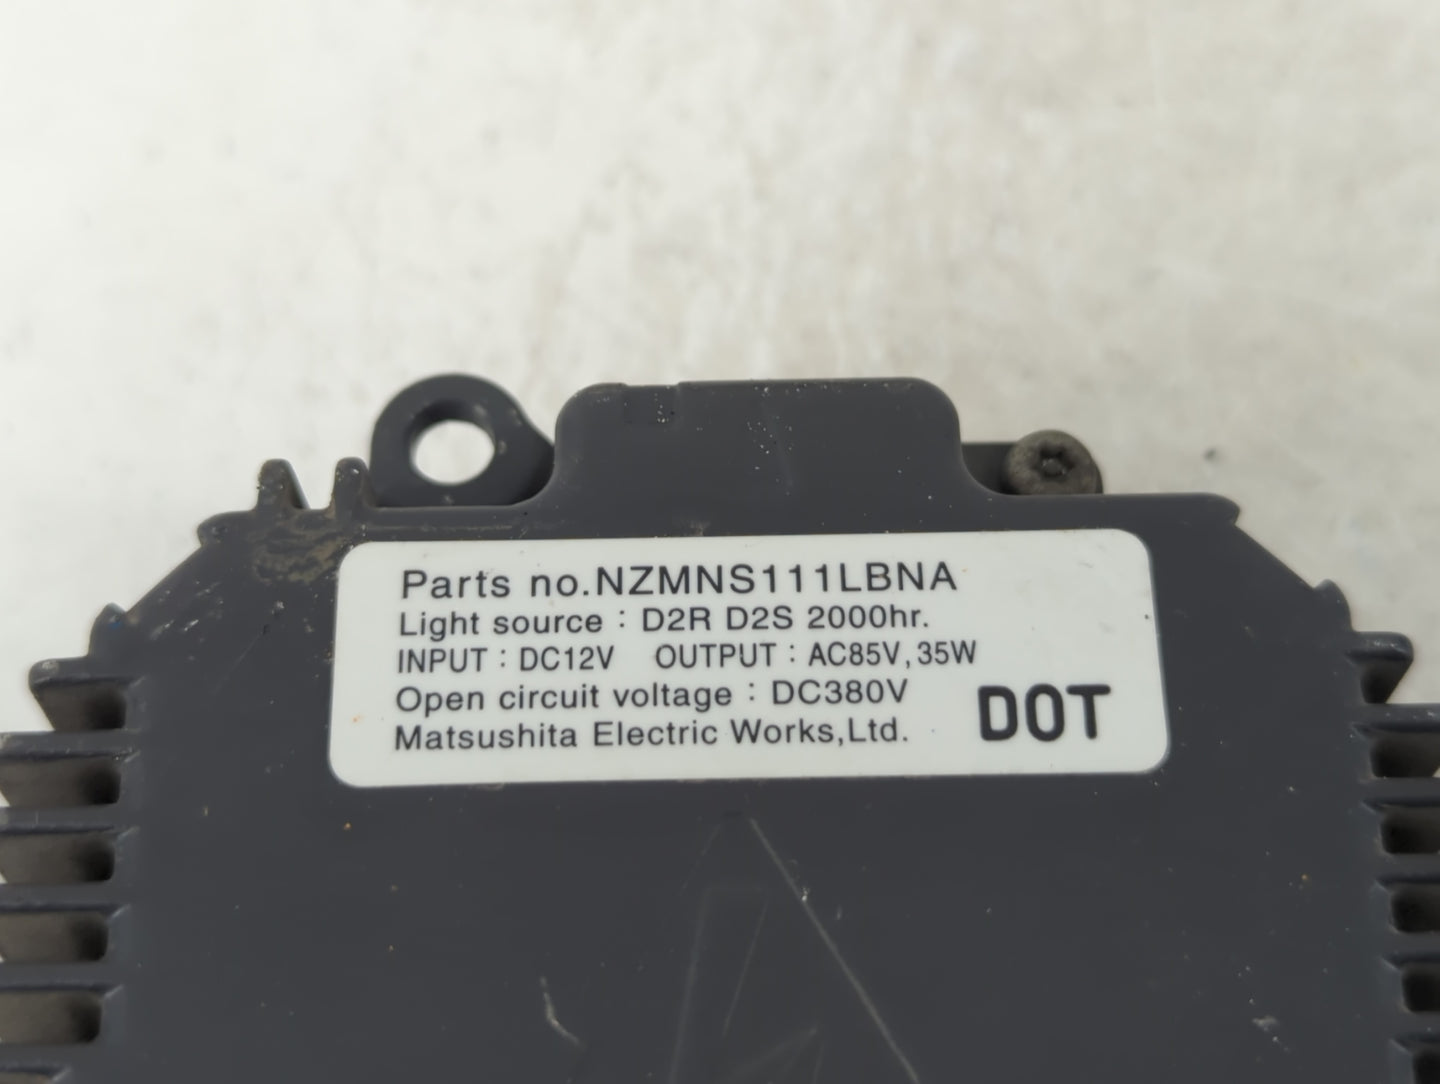 Parts no.NZMNS111LBNA
Light source : D2R D2S 2000hr.
INPUT : DC12V OUTPUT : AC85V,35W
Open circuit voltage : DC380V
Matsushita Electric Works,Ltd.
DOT